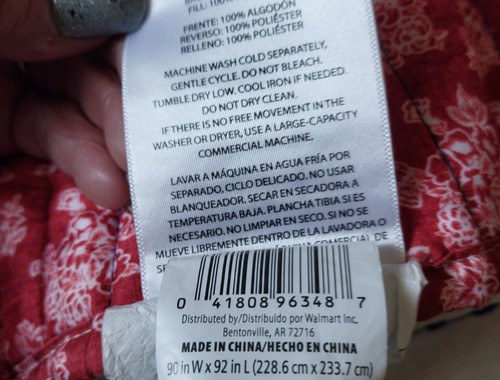 FILL: 100%
FRENTE: 100% ALGODÓN
REVERSO: 100% POLIÉSTER
RELLENO: 100% POLIÉSTER
MACHINE WASH COLD SEPARATELY,
GENTLE CYCLE. DO NOT BLEACH.
TUMBLE DRY LOW. COOL IRON IF NEEDED.
DO NOT DRY CLEAN.
IF THERE IS NO FREE MOVEMENT IN THE
WASHER OR DRYER, USE A LARGE-CAPACITY
COMMERCIAL MACHINE.
LAVAR A MÁQUINA EN AGUA FRÍA POR
SEPARADO, CICLO DELICADO. NO USAR
BLANQUEADOR. SECAR EN SECADORA A
TEMPERATURA BAJA. PLANCHA TIBIA SI ES
NECESARIO. NO LIMPIAR EN SECO. SI NO SE
MUEVE LIBREMENTE DENTRO DE LA LAVADORA O
COMERCIAL DE
0 41808 96348 7
Distributed by/Distribuido por Walmart Inc.
Bentonville, AR 72716
MADE IN CHINA/HECHO EN CHINA
90 in W x 92 in L (228.6 cm x 233.7 cm)